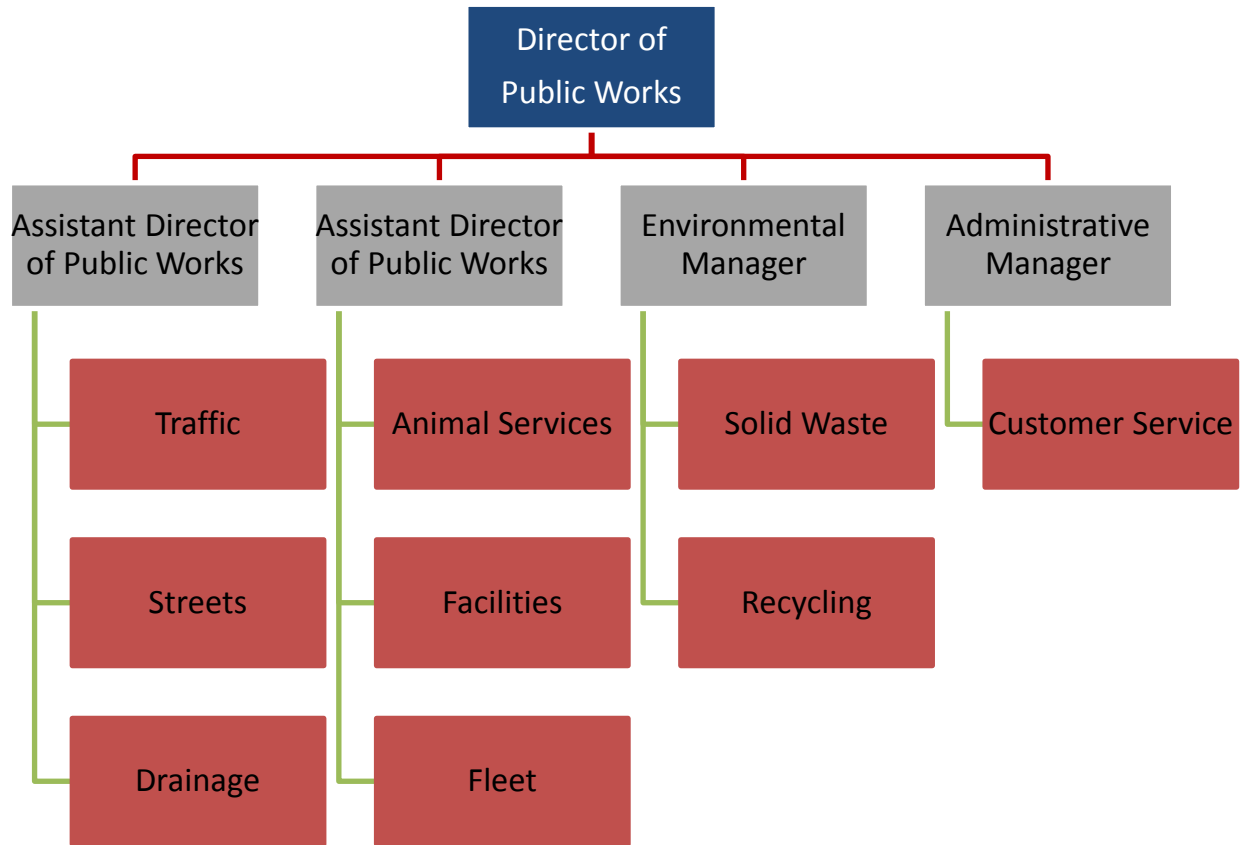 Director of
Public Works
Assistant Director
of Public Works
Assistant Director
of Public Works
Environmental
Manager
Administrative
Manager
Traffic
Animal Services
Solid Waste
Customer Service
Streets
Facilities
Recycling
Drainage
Fleet